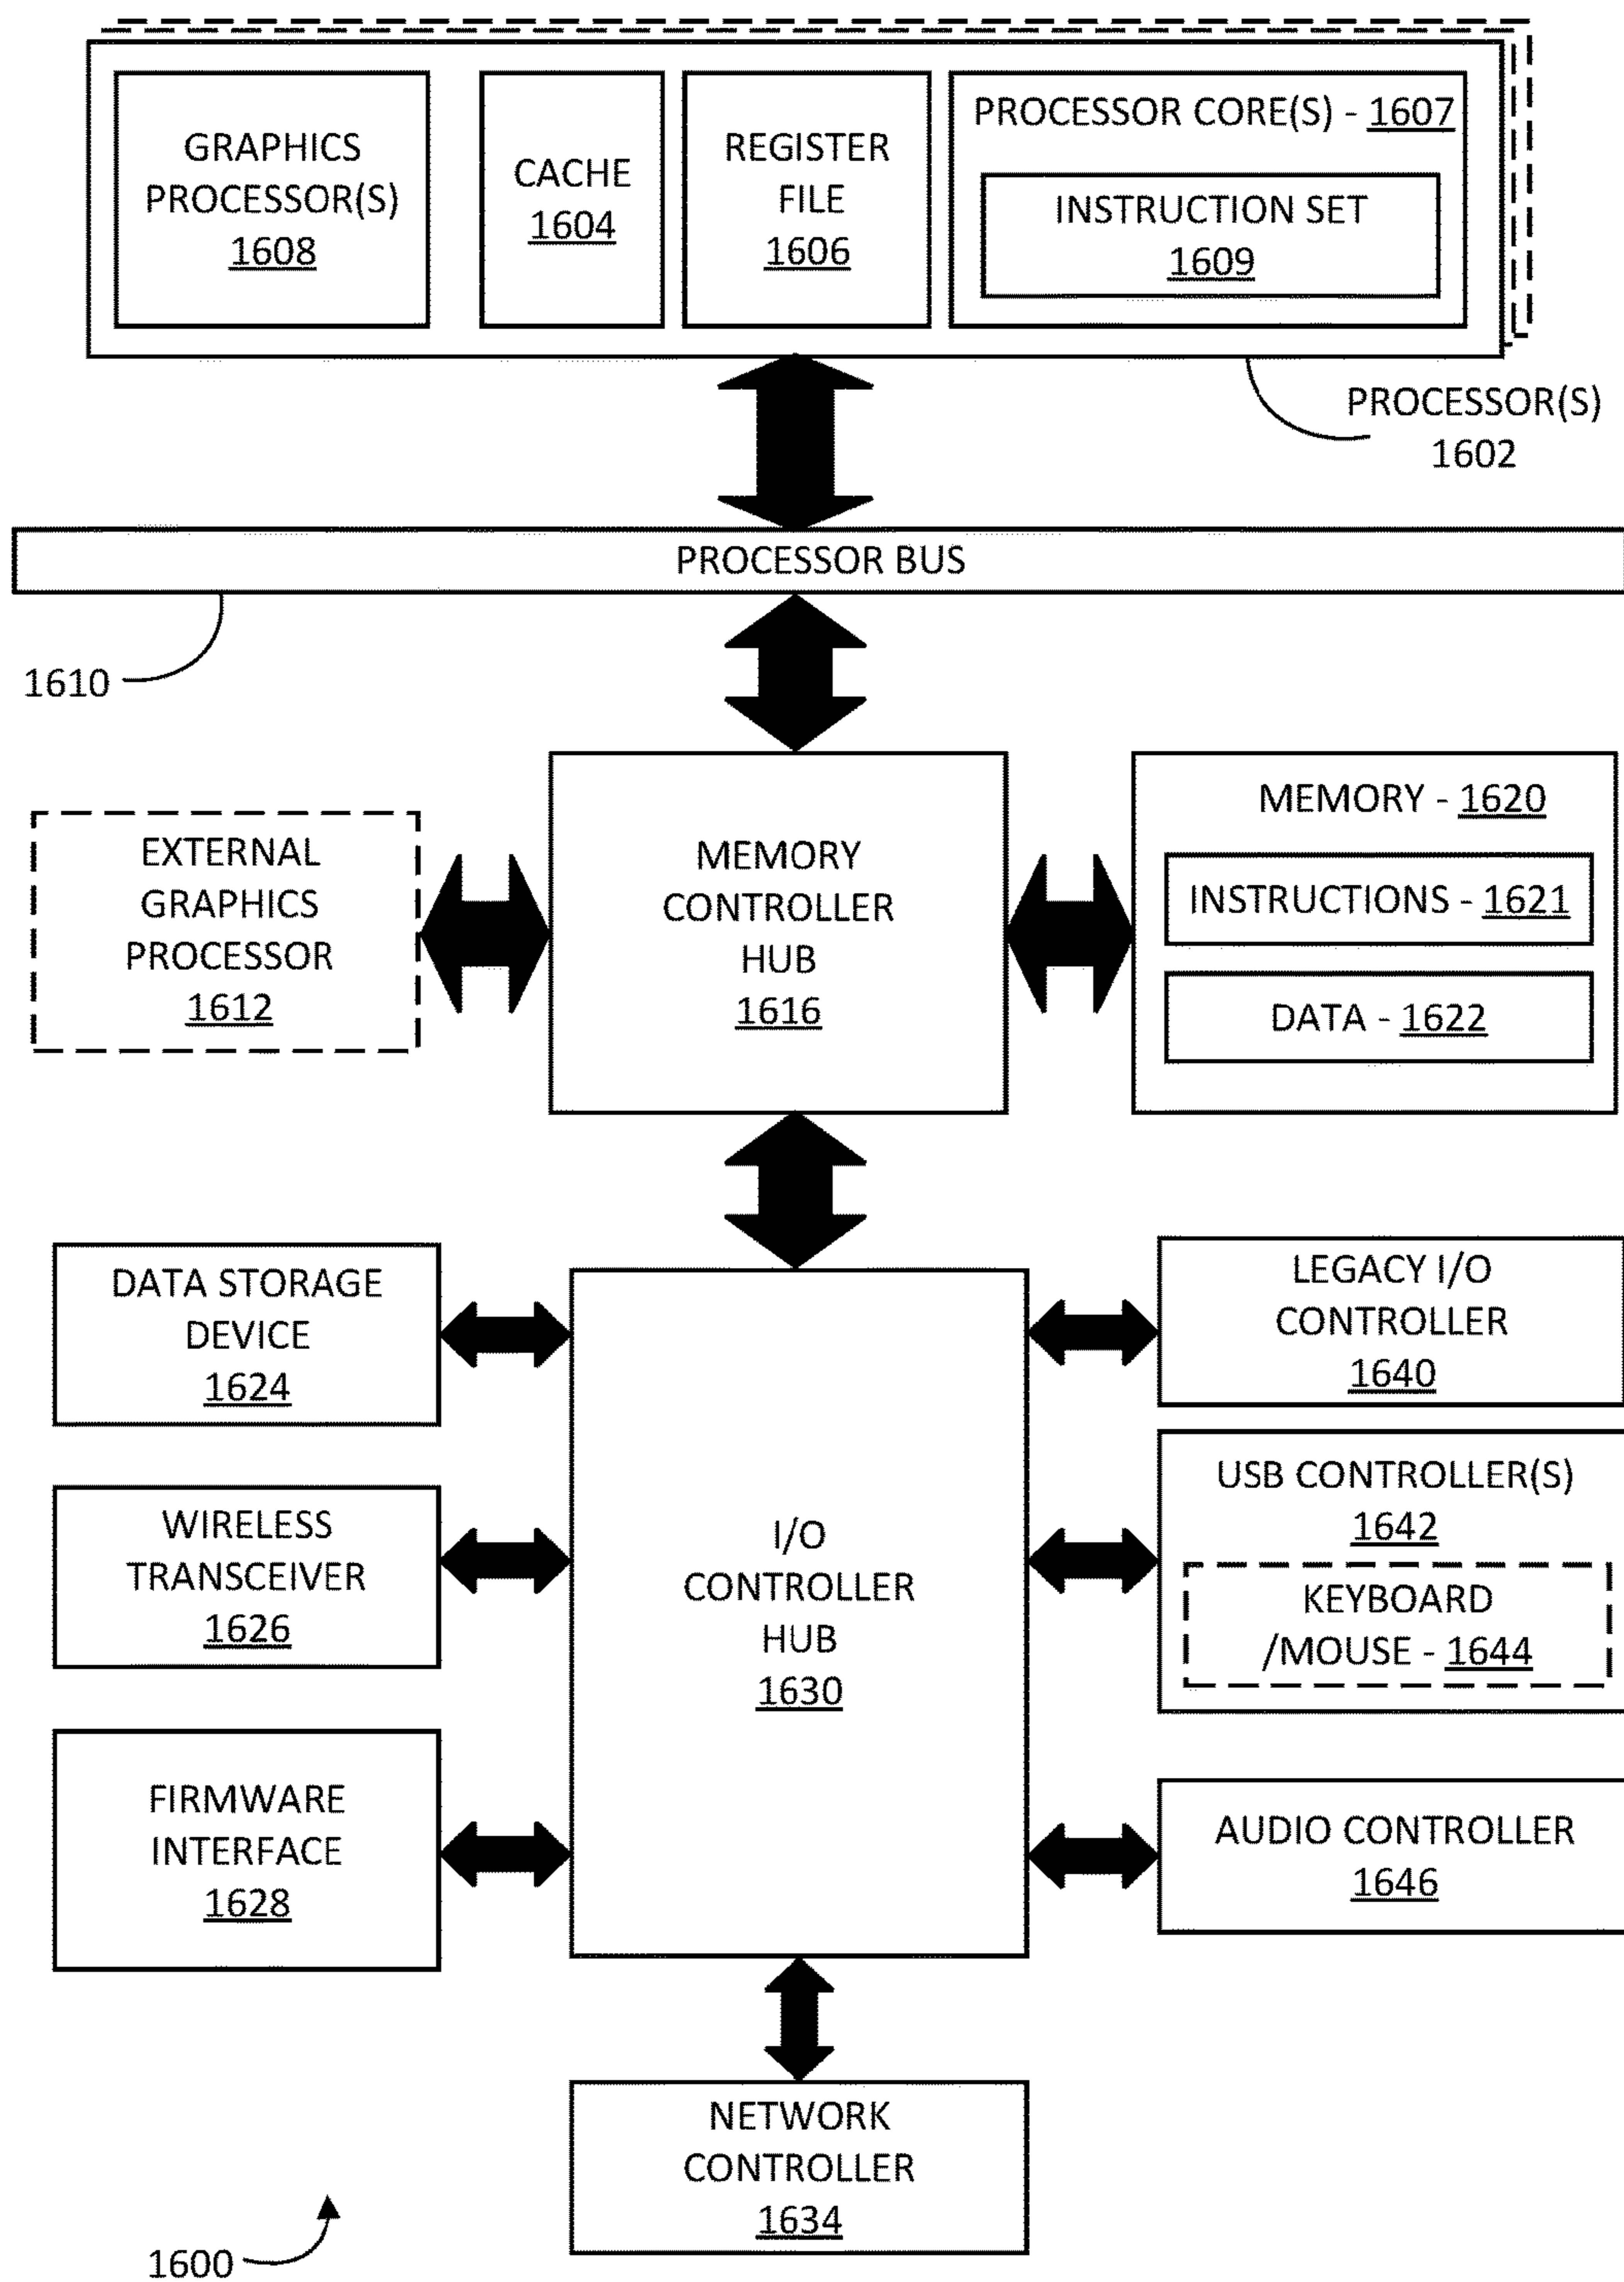 GRAPHICS
PROCESSOR(S)
1608
CACHE
1604
REGISTER
FILE
1606
PROCESSOR CORE(S) - 1607
INSTRUCTION SET
1609
PROCESSOR(S)
1602
PROCESSOR BUS
1610
EXTERNAL
GRAPHICS
PROCESSOR
1612
MEMORY
CONTROLLER
HUB
1616
MEMORY - 1620
INSTRUCTIONS - 1621
DATA - 1622
DATA STORAGE
DEVICE
1624
WIRELESS
TRANSCEIVER
1626
FIRMWARE
INTERFACE
1628
I/O
CONTROLLER
HUB
1630
LEGACY I/O
CONTROLLER
1640
USB CONTROLLER(S)
1642
KEYBOARD
/MOUSE - 1644
AUDIO CONTROLLER
1646
NETWORK
CONTROLLER
1634
1600